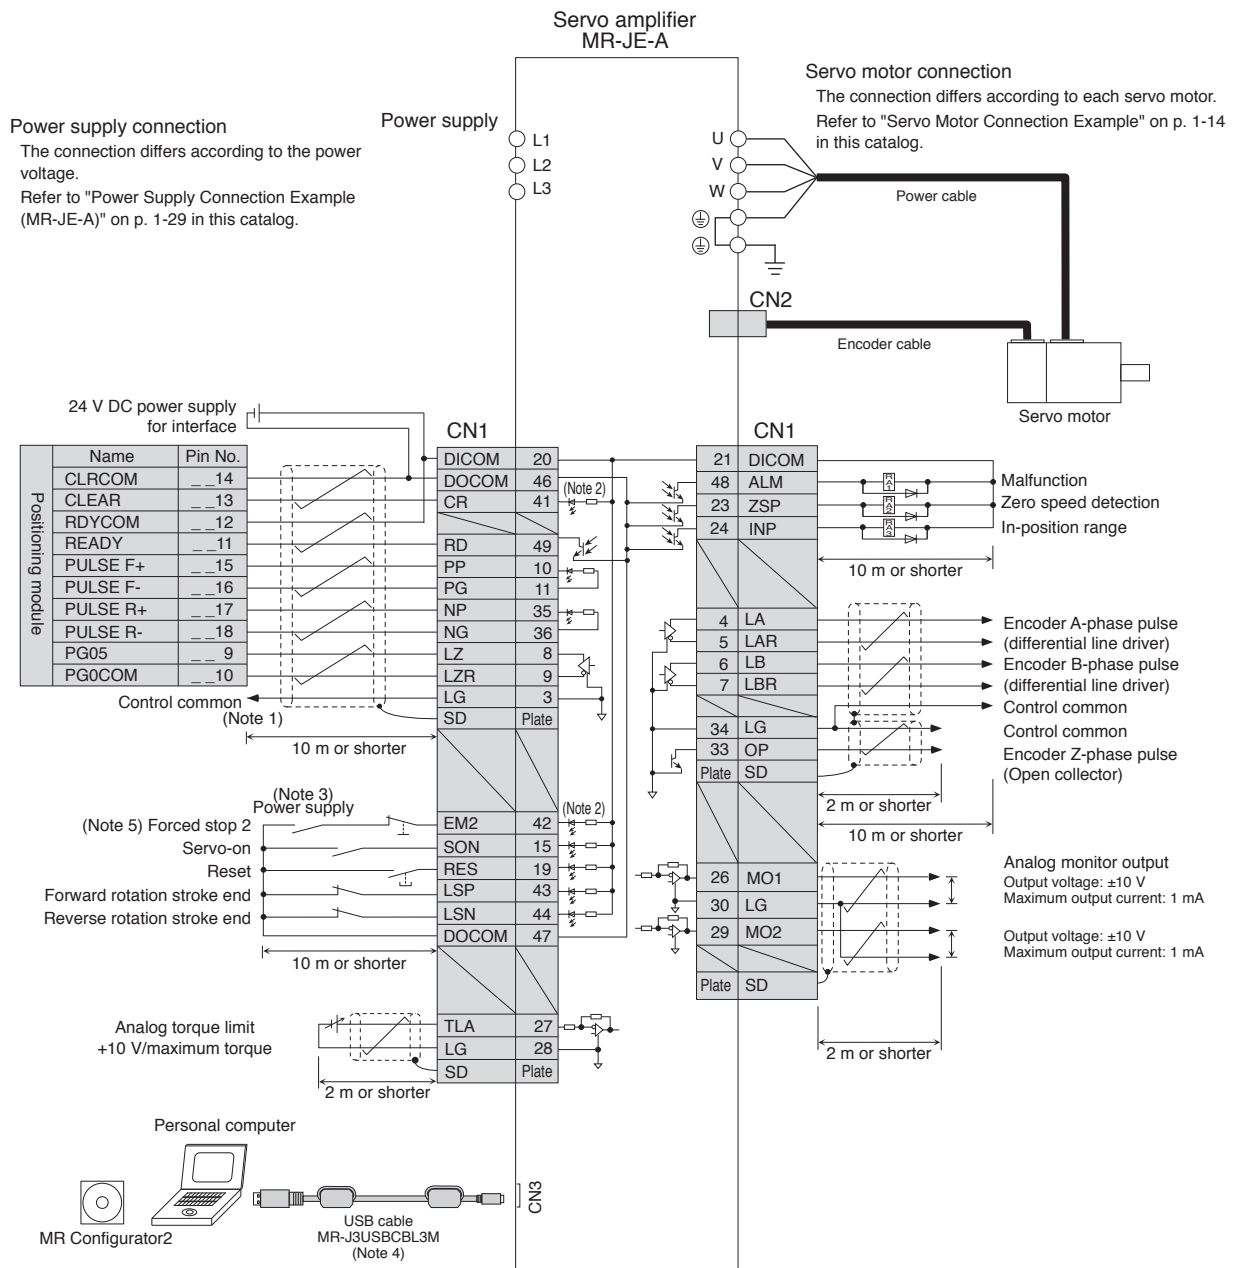 Servo amplifier
MR-JE-A
Servo motor connection
The connection differs according to each servo motor.
Refer to "Servo Motor Connection Example" on p. 1-14
in this catalog.
Power supply connection
The connection differs according to the power
voltage.
Refer to "Power Supply Connection Example
(MR-JE-A)" on p. 1-29 in this catalog.
Power supply
L1
L2
L3
U
V
W
Power cable
CN2
Encoder cable
Servo motor
24 V DC power supply
for interface
Positioning module
Name Pin No.
CLRCOM _ _14
CLEAR _ _13
RDYCOM _ _12
READY _ _11
PULSE F+ _ _15
PULSE F- _ _16
PULSE R+ _ _17
PULSE R- _ _18
PG05 _ _ 9
PG0COM _ _10
Control common
(Note 1)
10 m or shorter
CN1
DICOM 20
DOCOM 46
CR 41
(Note 2)
RD 49
PP 10
PG 11
NP 35
NG 36
LZ 8
LZR 9
LG 3
SD Plate
(Note 3)
Power supply
(Note 5) Forced stop 2
Servo-on
Reset
Forward rotation stroke end
Reverse rotation stroke end
10 m or shorter
(Note 2)
EM2 42
SON 15
RES 19
LSP 43
LSN 44
DOCOM 47
Analog torque limit
+10 V/maximum torque
2 m or shorter
TLA 27
LG 28
SD Plate
CN1
21 DICOM
48 ALM
23 ZSP
24 INP
RA1
RA2
RA3
Malfunction
Zero speed detection
In-position range
10 m or shorter
4 LA
5 LAR
6 LB
7 LBR
34 LG
33 OP
Plate SD
Encoder A-phase pulse
(differential line driver)
Encoder B-phase pulse
(differential line driver)
Control common
Control common
Encoder Z-phase pulse
(Open collector)
2 m or shorter
10 m or shorter
26 MO1
30 LG
29 MO2
Plate SD
Analog monitor output
Output voltage: ±10 V
Maximum output current: 1 mA
Output voltage: ±10 V
Maximum output current: 1 mA
2 m or shorter
Personal computer
MR Configurator2
USB cable
MR-J3USBCBL3M
(Note 4)
CN3